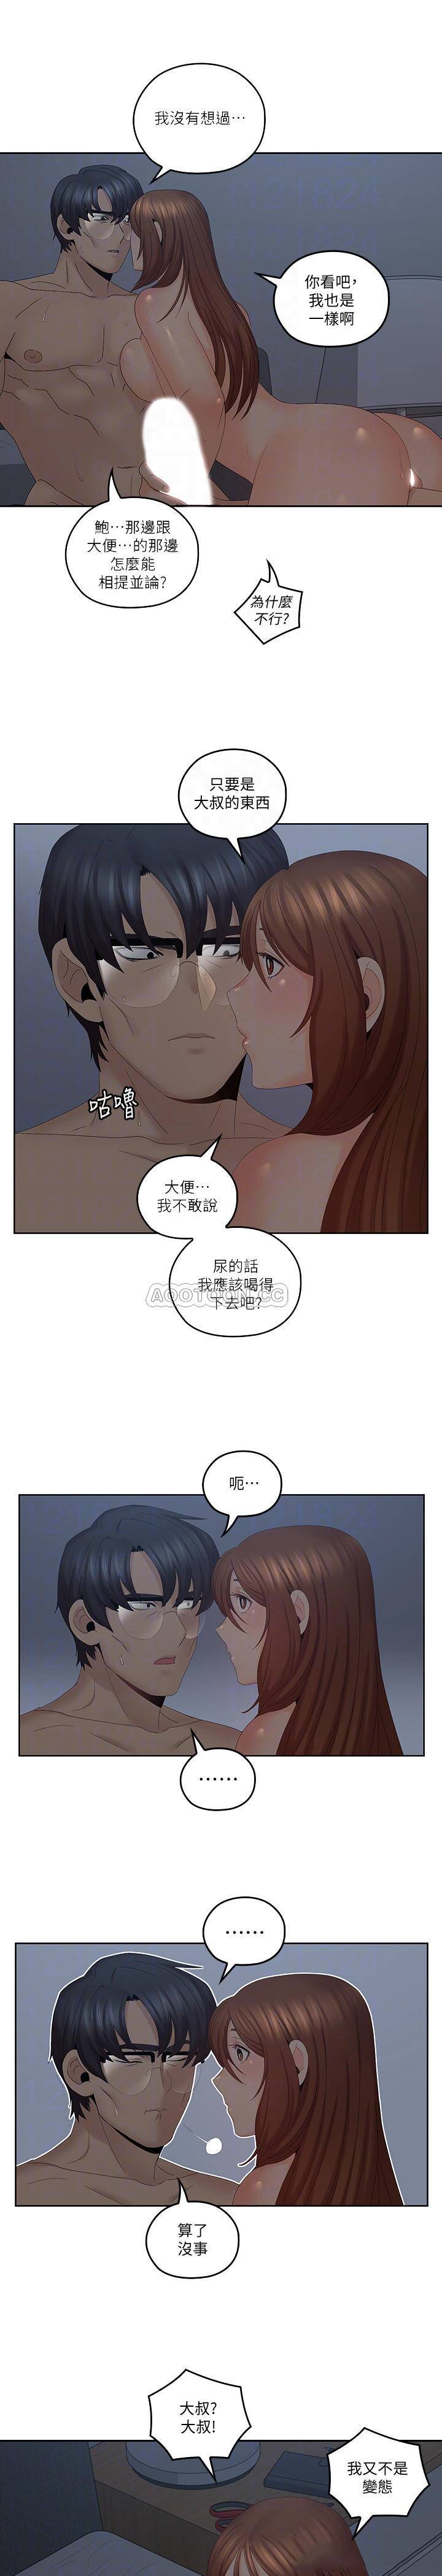 我沒有想過⋯
你看吧,
我也是
一樣啊
鮑⋯那邊跟
大便⋯的那邊
怎麼能
相提並論?
為什麼
不行?
只要是
大叔的東西
咕嚕
大便⋯
我不敢說
尿的話
我應該喝得
下去吧?
AOOTOON.CC
呃⋯
⋯⋯
⋯⋯
算了
沒事
大叔?
大叔!
我又不是
變態